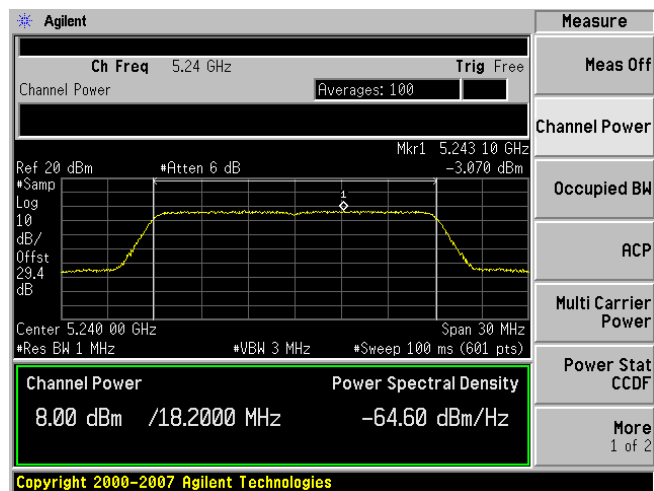 Agilent
Measure
Ch Freq 5.24 GHz Trig Free
Meas Off
Channel Power Averages: 100
Channel Power
Mkr1 5.243 10 GHz
Ref 20 dBm #Atten 6 dB -3.070 dBm
#Samp
Log
10
dB/
Offst
29.4
dB
1
Occupied BW
ACP
Multi Carrier
Power
Center 5.240 00 GHz Span 30 MHz
#Res BW 1 MHz #VBW 3 MHz #Sweep 100 ms (601 pts)
Power Stat
CCDF
Channel Power Power Spectral Density
8.00 dBm /18.2000 MHz -64.60 dBm/Hz
More
1 of 2
Copyright 2000-2007 Agilent Technologies